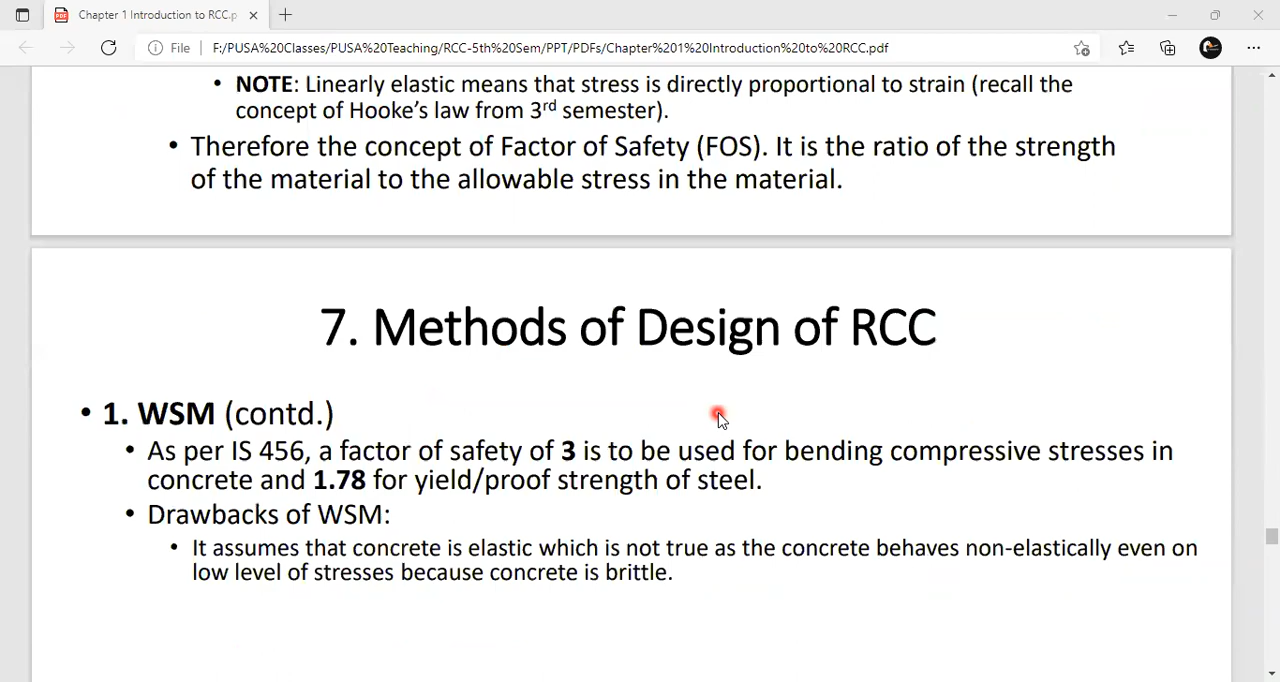 Chapter 1 Introduction to RCC.p
File
F:/PUSA%20Classes/PUSA%20Teaching/RCC-5th%20Sem/PPT/PDFs/Chapter%201%20Introduction%20to%20RCC.pdf
• NOTE: Linearly elastic means that stress is directly proportional to strain (recall the
concept of Hooke's law from 3rd semester).
• Therefore the concept of Factor of Safety (FOS). It is the ratio of the strength
of the material to the allowable stress in the material.
7. Methods of Design of RCC
• 1. WSM (contd.)
• As per IS 456, a factor of safety of 3 is to be used for bending compressive stresses in
concrete and 1.78 for yield/proof strength of steel.
• Drawbacks of WSM:
• It assumes that concrete is elastic which is not true as the concrete behaves non-elastically even on
low level of stresses because concrete is brittle.